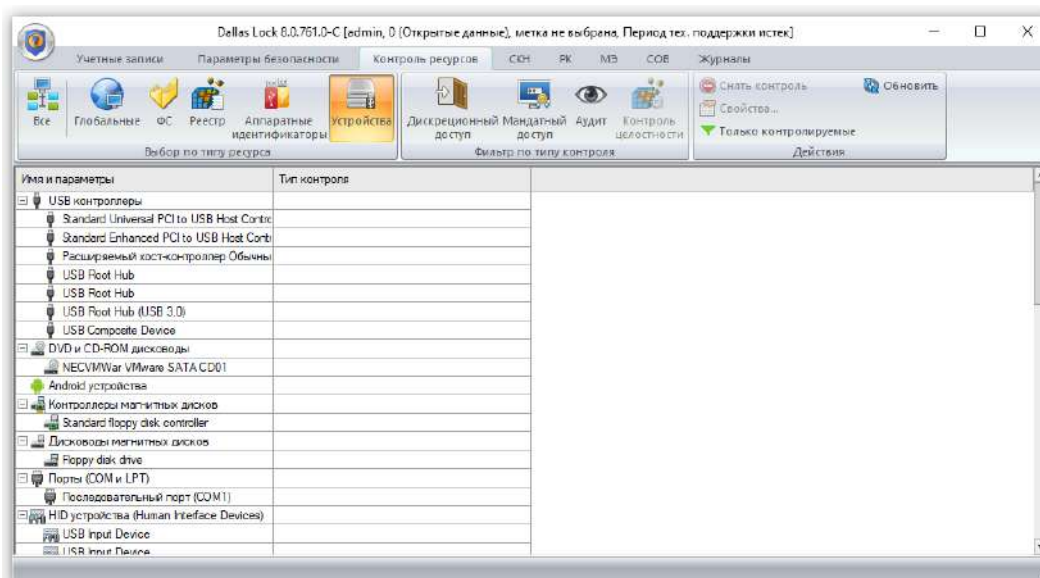 Dallas Lock 8.0.761.0-C [admin, 0 (Открытые данные), метка не выбрана, Период тех. поддержки истек]
Учетные записи Параметры безопасности Контроль ресурсов СКН РК МЭ СОВ Журналы
Все Глобальные ФС Реестр Аппаратные идентификаторы Устройства
Дискреционный доступ Мандатный доступ Аудит Контроль целостности
Снять контроль
Свойства...
Только контролируемые
Обновить
Выбор по типу ресурса Фильтр по типу контроля Действия
Имя и параметры Тип контроля
USB контроллеры
Standard Universal PCI to USB Host Contrc
Standard Enhanced PCI to USB Host Contr
Расширяемый хост-контроллер Обычны
USB Root Hub
USB Root Hub
USB Root Hub (USB 3.0)
USB Composite Device
DVD и CD-ROM дисководы
NECVMWar VMware SATA CD01
Android устройства
Контроллеры магнитных дисков
Standard floppy disk controller
Дисководы магнитных дисков
Floppy disk drive
Порты (COM и LPT)
Последовательный порт (COM1)
HID устройства (Human Interface Devices)
USB Input Device
USB Input Device